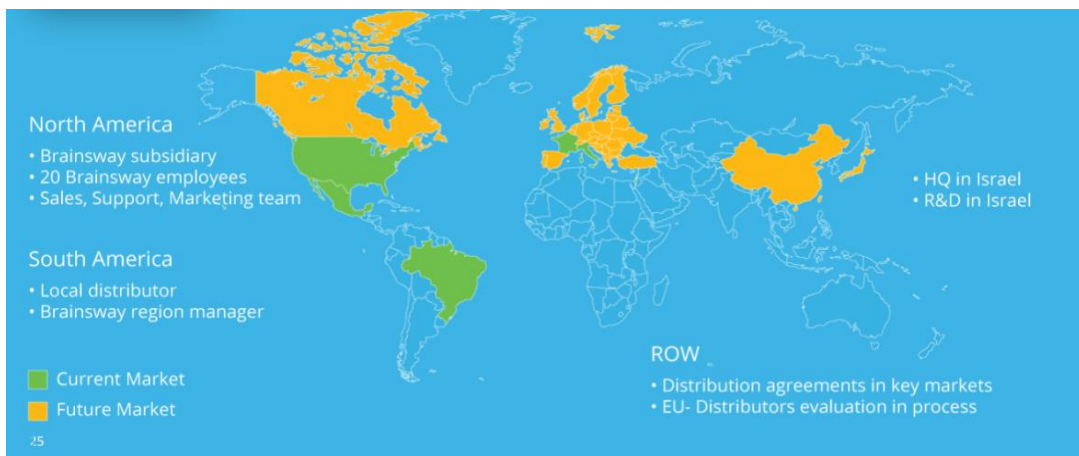 North America
• Brainsway subsidiary
• 20 Brainsway employees
• Sales, Support, Marketing team
South America
• Local distributor
• Brainsway region manager
Current Market
Future Market
25
• HQ in Israel
• R&D in Israel
ROW
• Distribution agreements in key markets
• EU- Distributors evaluation in process